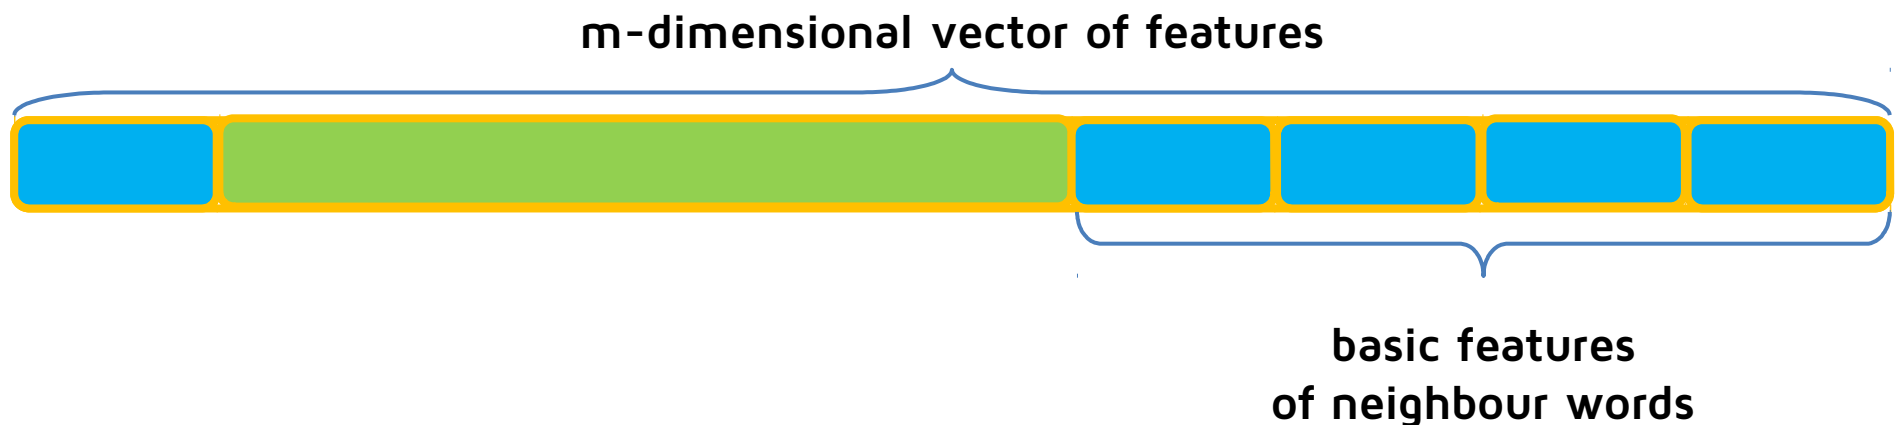 m-dimensional vector of features
basic features
of neighbour words